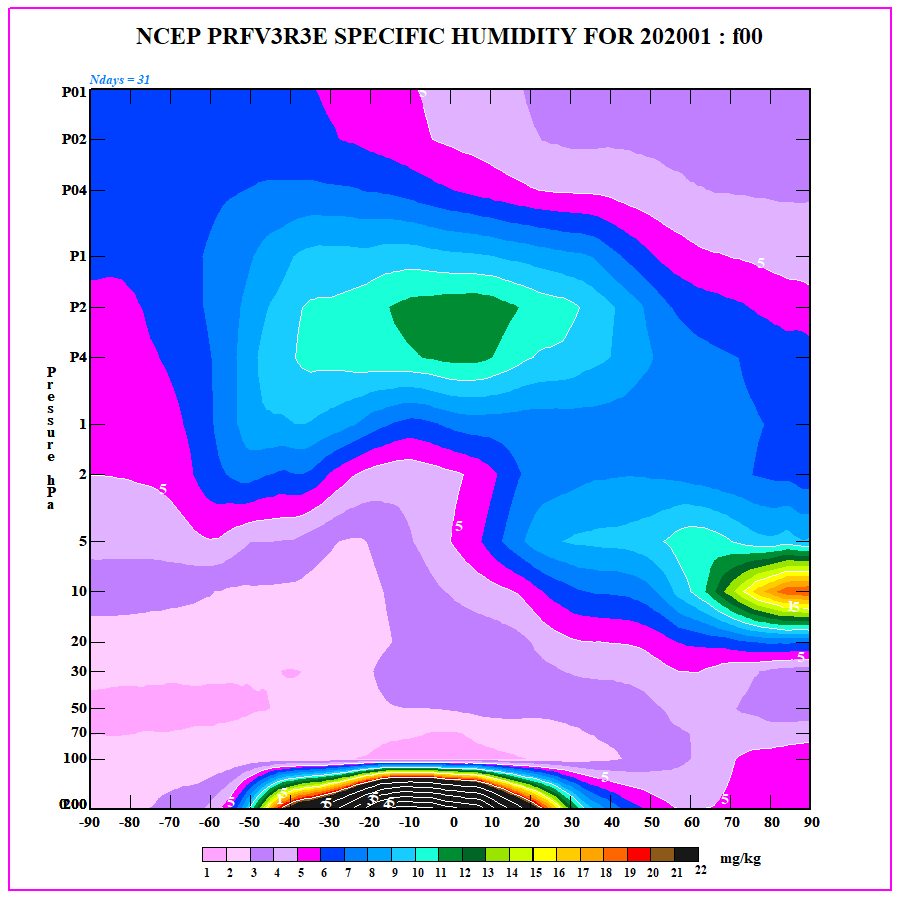 NCEP PRFV3R3E SPECIFIC HUMIDITY FOR 202001 : f00
Ndays = 31
P01
P02
P04
P1
P2
P4
1
2
5
10
20
30
50
70
100
200
Pressure hPa
5
5
5
5
15
5
5
5
5
-90 -80 -70 -60 -50 -40 -30 -20 -10 0 10 20 30 40 50 60 70 80 90
1 2 3 4 5 6 7 8 9 10 11 12 13 14 15 16 17 18 19 20 21 22
mg/kg